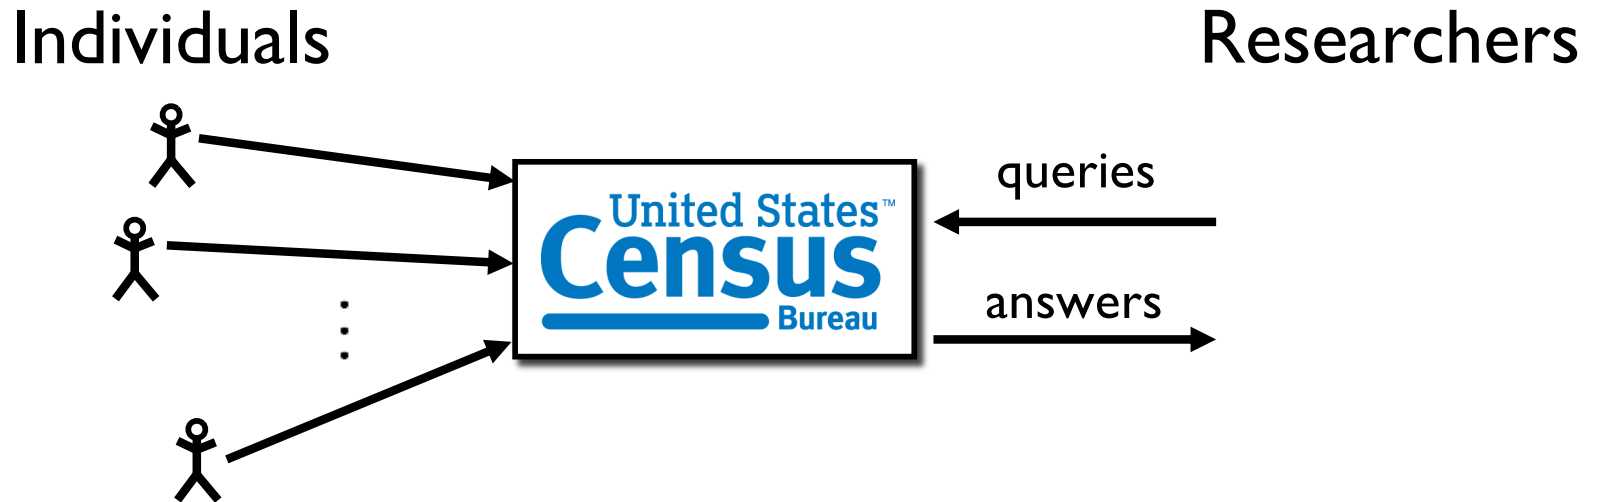 Individuals
Researchers
queries
United States™
Census
Bureau
answers